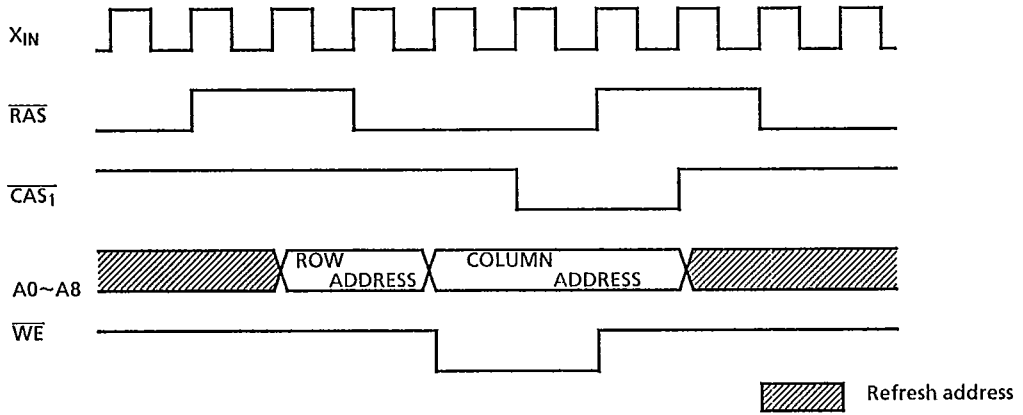 XIN
RAS
CAS1
ROW
ADDRESS
COLUMN
ADDRESS
A0~A8
WE
Refresh address